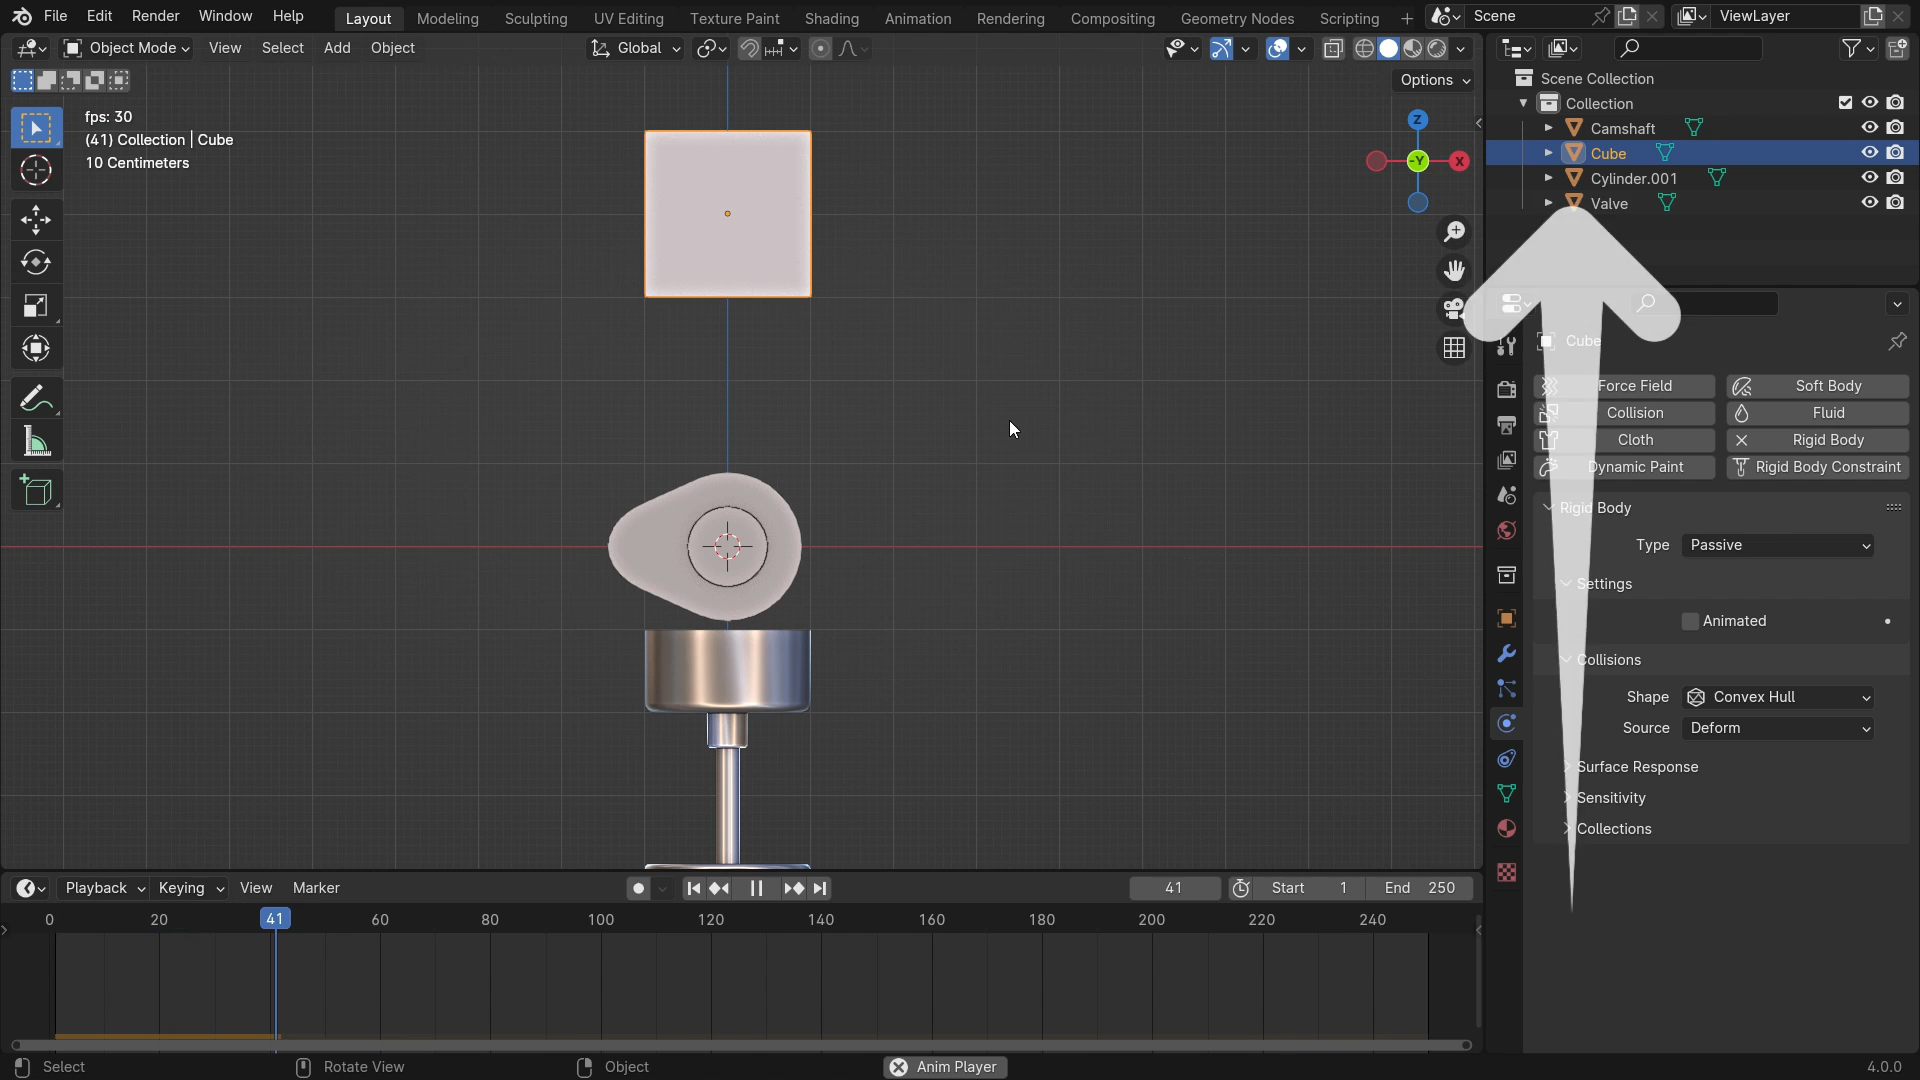 File Edit Render Window Help Layout Modeling Sculpting UV Editing Texture Paint Shading Animation Rendering Compositing Geometry Nodes Scripting + Scene ViewLayer
Object Mode View Select Add Object Global
Options
fps: 30
(41) Collection | Cube
10 Centimeters
Z
-Y
X
Scene Collection
Collection
Camshaft
Cube
Cylinder.001
Valve
Cube
Force Field Soft Body
Collision Fluid
Cloth Rigid Body
Dynamic Paint Rigid Body Constraint
Rigid Body
Type Passive
Settings
Animated
Collisions
Shape Convex Hull
Source Deform
Surface Response
Sensitivity
Collections
Playback Keying View Marker 41 Start 1 End 250
0 20 41 60 80 100 120 140 160 180 200 220 240
Select Rotate View Object Anim Player 4.0.0